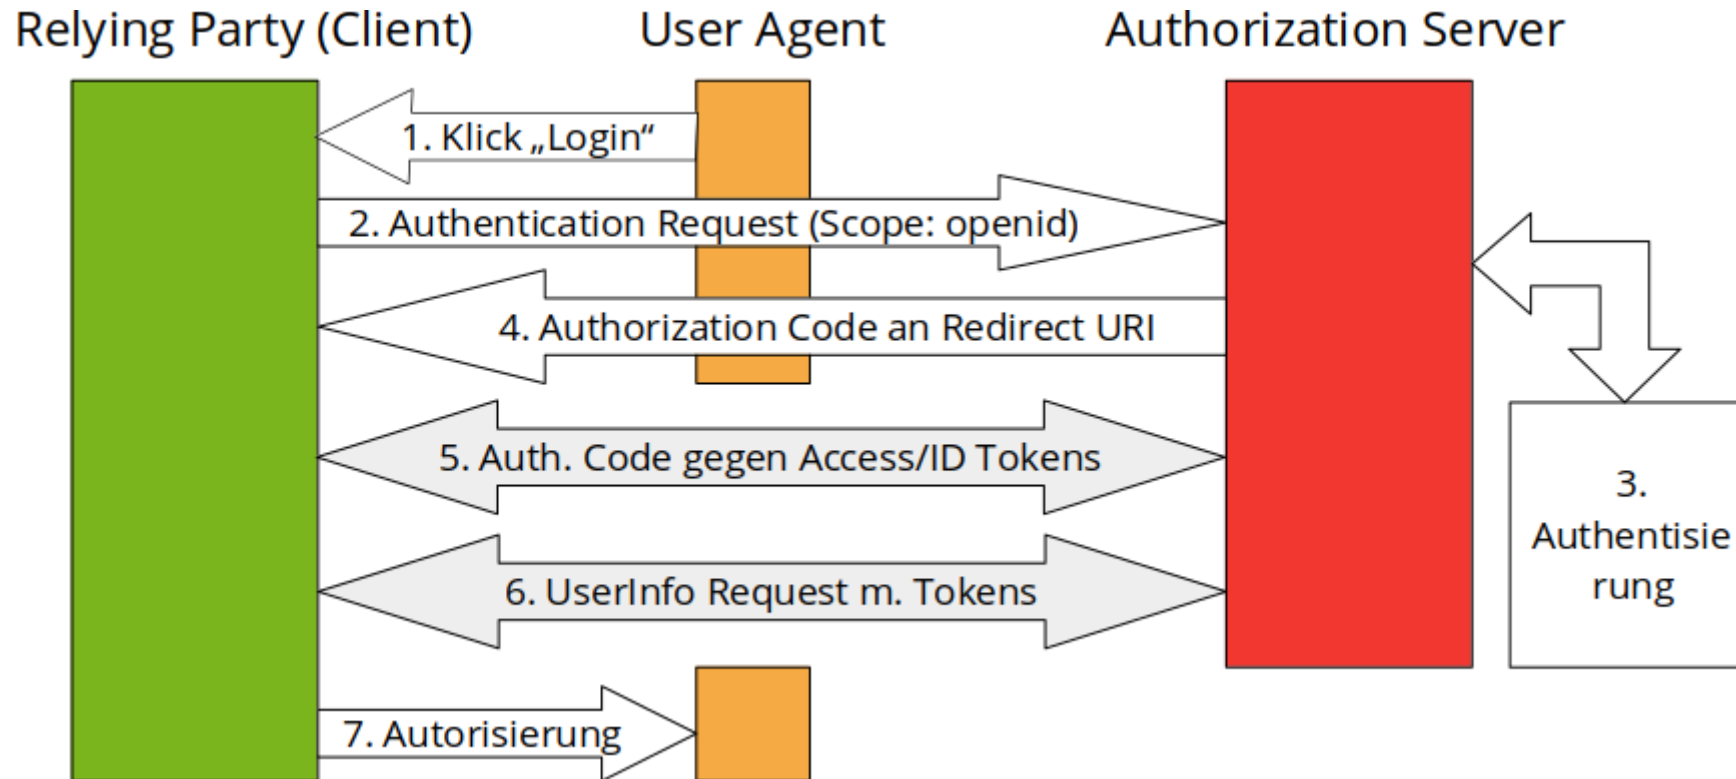 Relying Party (Client)
User Agent
Authorization Server
1. Klick „Login“
2. Authentication Request (Scope: openid)
4. Authorization Code an Redirect URI
5. Auth. Code gegen Access/ID Tokens
3.
Authentisie
rung
6. UserInfo Request m. Tokens
7. Autorisierung